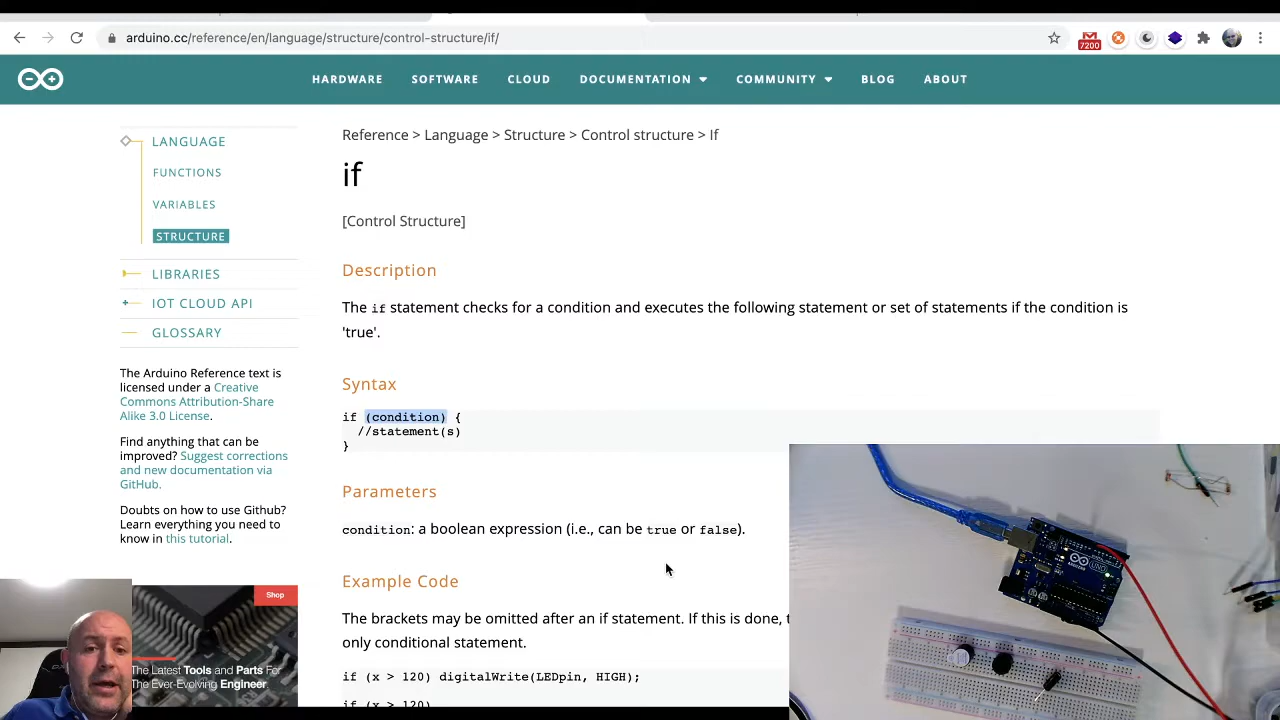 arduino.cc/reference/en/language/structure/control-structure/if/
7200
HARDWARE SOFTWARE CLOUD DOCUMENTATION COMMUNITY BLOG ABOUT
LANGUAGE
FUNCTIONS
VARIABLES
STRUCTURE
LIBRARIES
IOT CLOUD API
GLOSSARY
The Arduino Reference text is
licensed under a Creative
Commons Attribution-Share
Alike 3.0 License.
Find anything that can be
improved? Suggest corrections
and new documentation via
GitHub.
Doubts on how to use Github?
Learn everything you need to
know in this tutorial.
Shop
The Latest Tools and Parts For
The Ever-Evolving Engineer.
Reference > Language > Structure > Control structure > If
if
[Control Structure]
Description
The if statement checks for a condition and executes the following statement or set of statements if the condition is
'true'.
Syntax
if (condition) {
//statement(s)
}
Parameters
condition: a boolean expression (i.e., can be true or false).
Example Code
The brackets may be omitted after an if statement. If this is done, t
only conditional statement.
if (x > 120) digitalWrite(LEDpin, HIGH);
if (x > 120)
UNO